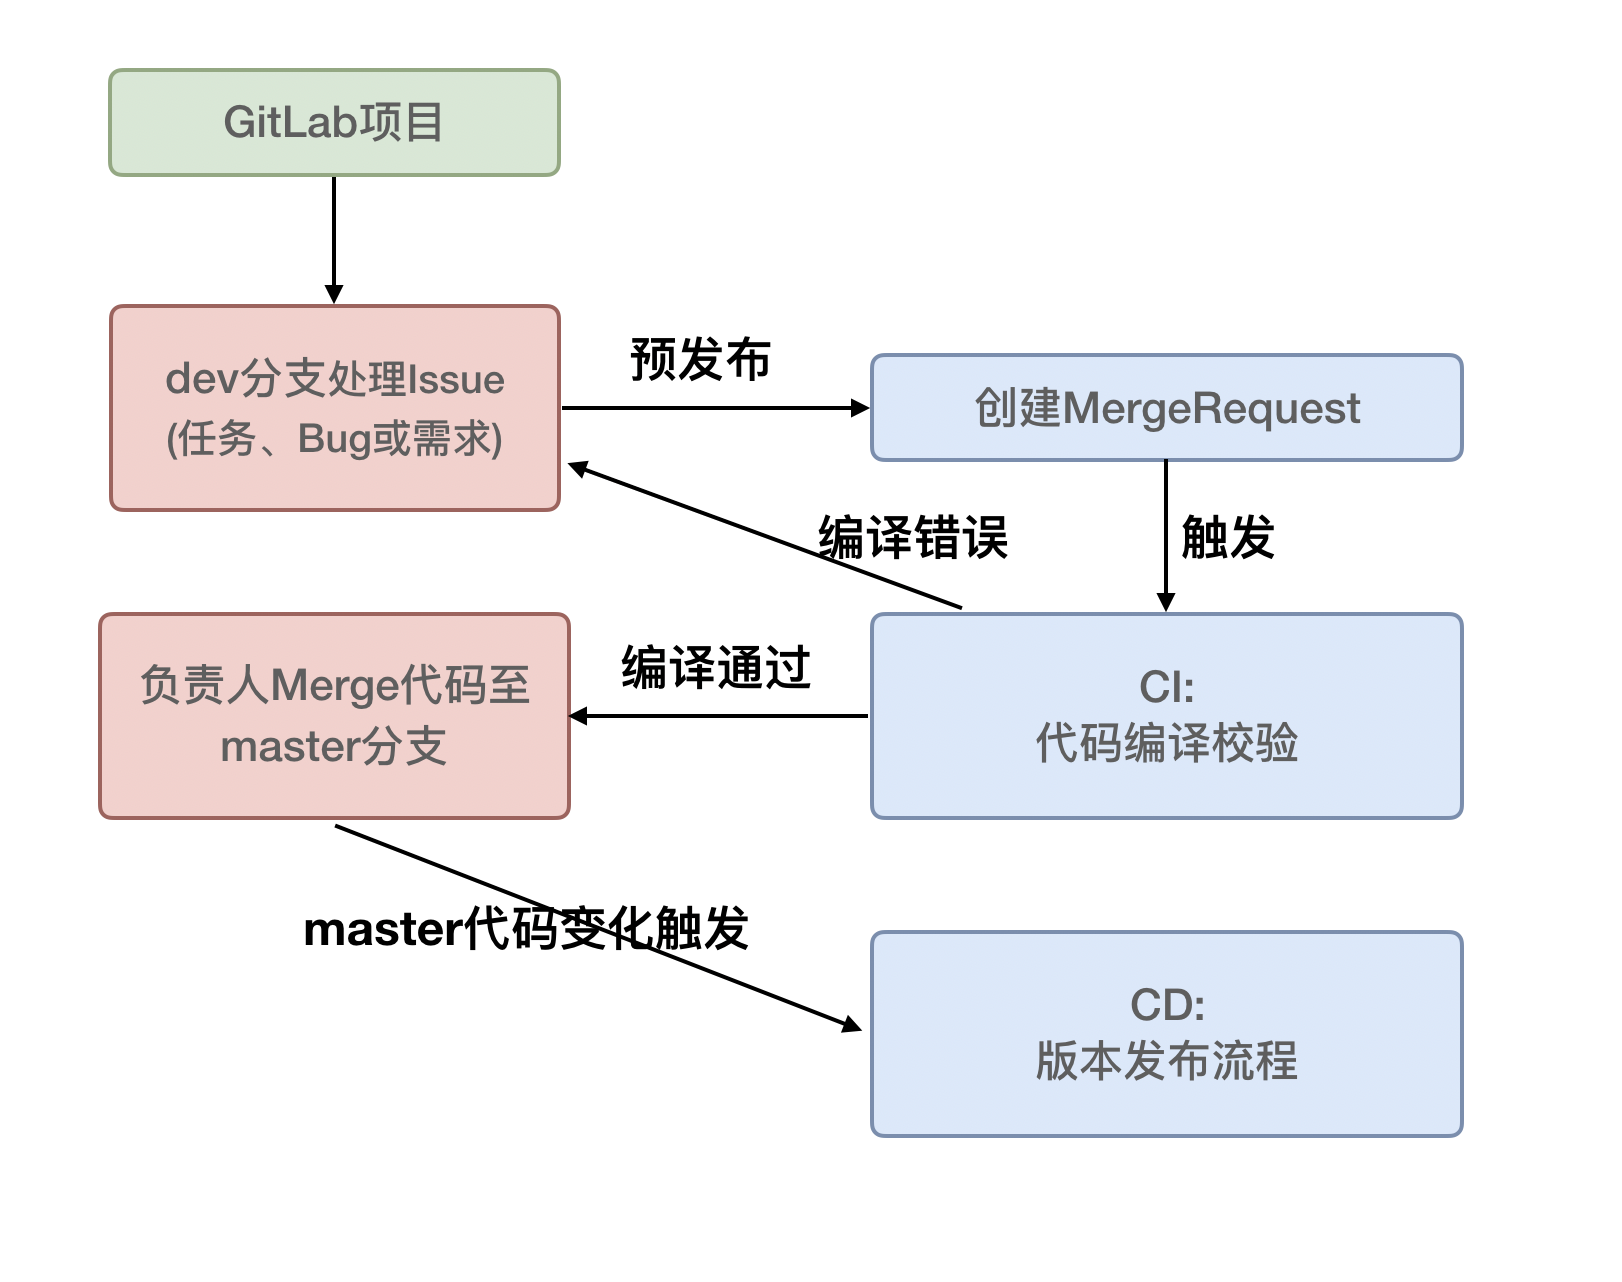 GitLab项目
dev分支处理Issue
(任务、Bug或需求)
预发布
创建MergeRequest
编译错误
触发
负责人Merge代码至
master分支
编译通过
CI:
代码编译校验
master代码变化触发
CD:
版本发布流程